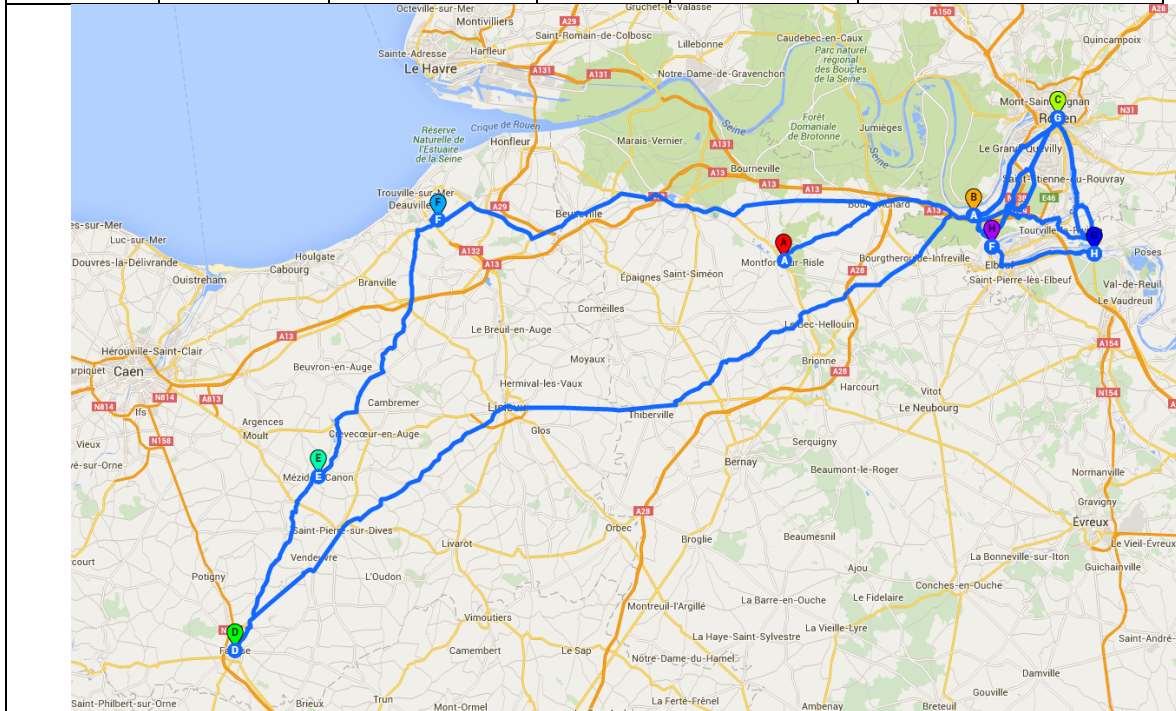 Octeville-sur-Mer
Gruchet-le-Valasse
A150
A28
Montivilliers
A29
Saint-Romain-de-Colbosc
Caudebec-en-Caux
Quincampoix
Sainte-Adresse
Harfleur
Lillebonne
Parc naturel
régional
des Boucles
de la Seine
Le Havre
A131
A131
Notre-Dame-de-Gravenchon
C
Mont-Saint-Aignan
N31
Rouen
G
Réserve
Naturelle de
l'Estuaire
de la Seine
Crique de Rouen
Seine
Forêt
Domaniale
de Brotonne
Jumièges
Seine
Honfleur
Marais-Vernier
A131
Le Grand-Quevilly
Bourneville
A13
A13
A13
Saint-Étienne-du-Rouvray
Trouville-sur-Mer
Deauville
F
F
A29
Beuzeville
Bourg-Achard
A13
B
A
E46
H
F
Tourville-la-Rivière
H
Luc-sur-Mer
Houlgate
Cabourg
A132
A13
A
A
Montfort-sur-Risle
Bourgtheroulde-Infreville
Elbeuf
Poses
Douvres-la-Délivrande
Ouistreham
Branville
Épaignes
Saint-Siméon
A28
Saint-Pierre-lès-Elbeuf
Val-de-Reuil
Le Vaudreuil
Cormeilles
A13
Le Breuil-en-Auge
Le Bec-Hellouin
A154
Hérouville-Saint-Clair
Moyaux
Brionne
Caen
Beuvron-en-Auge
A28
Hermival-les-Vaux
Harcourt
Vitot
N154
N814
N814
A813
Cambremer
Lisieux
Thiberville
Le Neubourg
Ifs
Argences
Moult
Crèvecœur-en-Auge
Glos
Vieux
N158
Serquigny
E
E
Mézidon-Canon
Bernay
Beaumont-le-Roger
Normanville
Gravigny
A28
Évreux
Saint-Pierre-sur-Dives
Orbec
Broglie
Beaumesnil
Le Vieil-Évreux
Livarot
Vendeuvre
La Bonneville-sur-Iton
Guichainville
Potigny
L'Oudon
Ajou
Conches-en-Ouche
Montreuil-l'Argillé
La Barre-en-Ouche
Le Fidelaire
Vimoutiers
La Vieille-Lyre
D
D
Falaise
La Haye-Saint-Sylvestre
Saint-André-
Camembert
Le Sap
Notre-Dame-du-Hamel
Damville
Saint-Philbert-sur-Orne
Brieux
Trun
Mont-Ormel
La Ferté-Frênel
Ambenay
Gouville
Breteuil